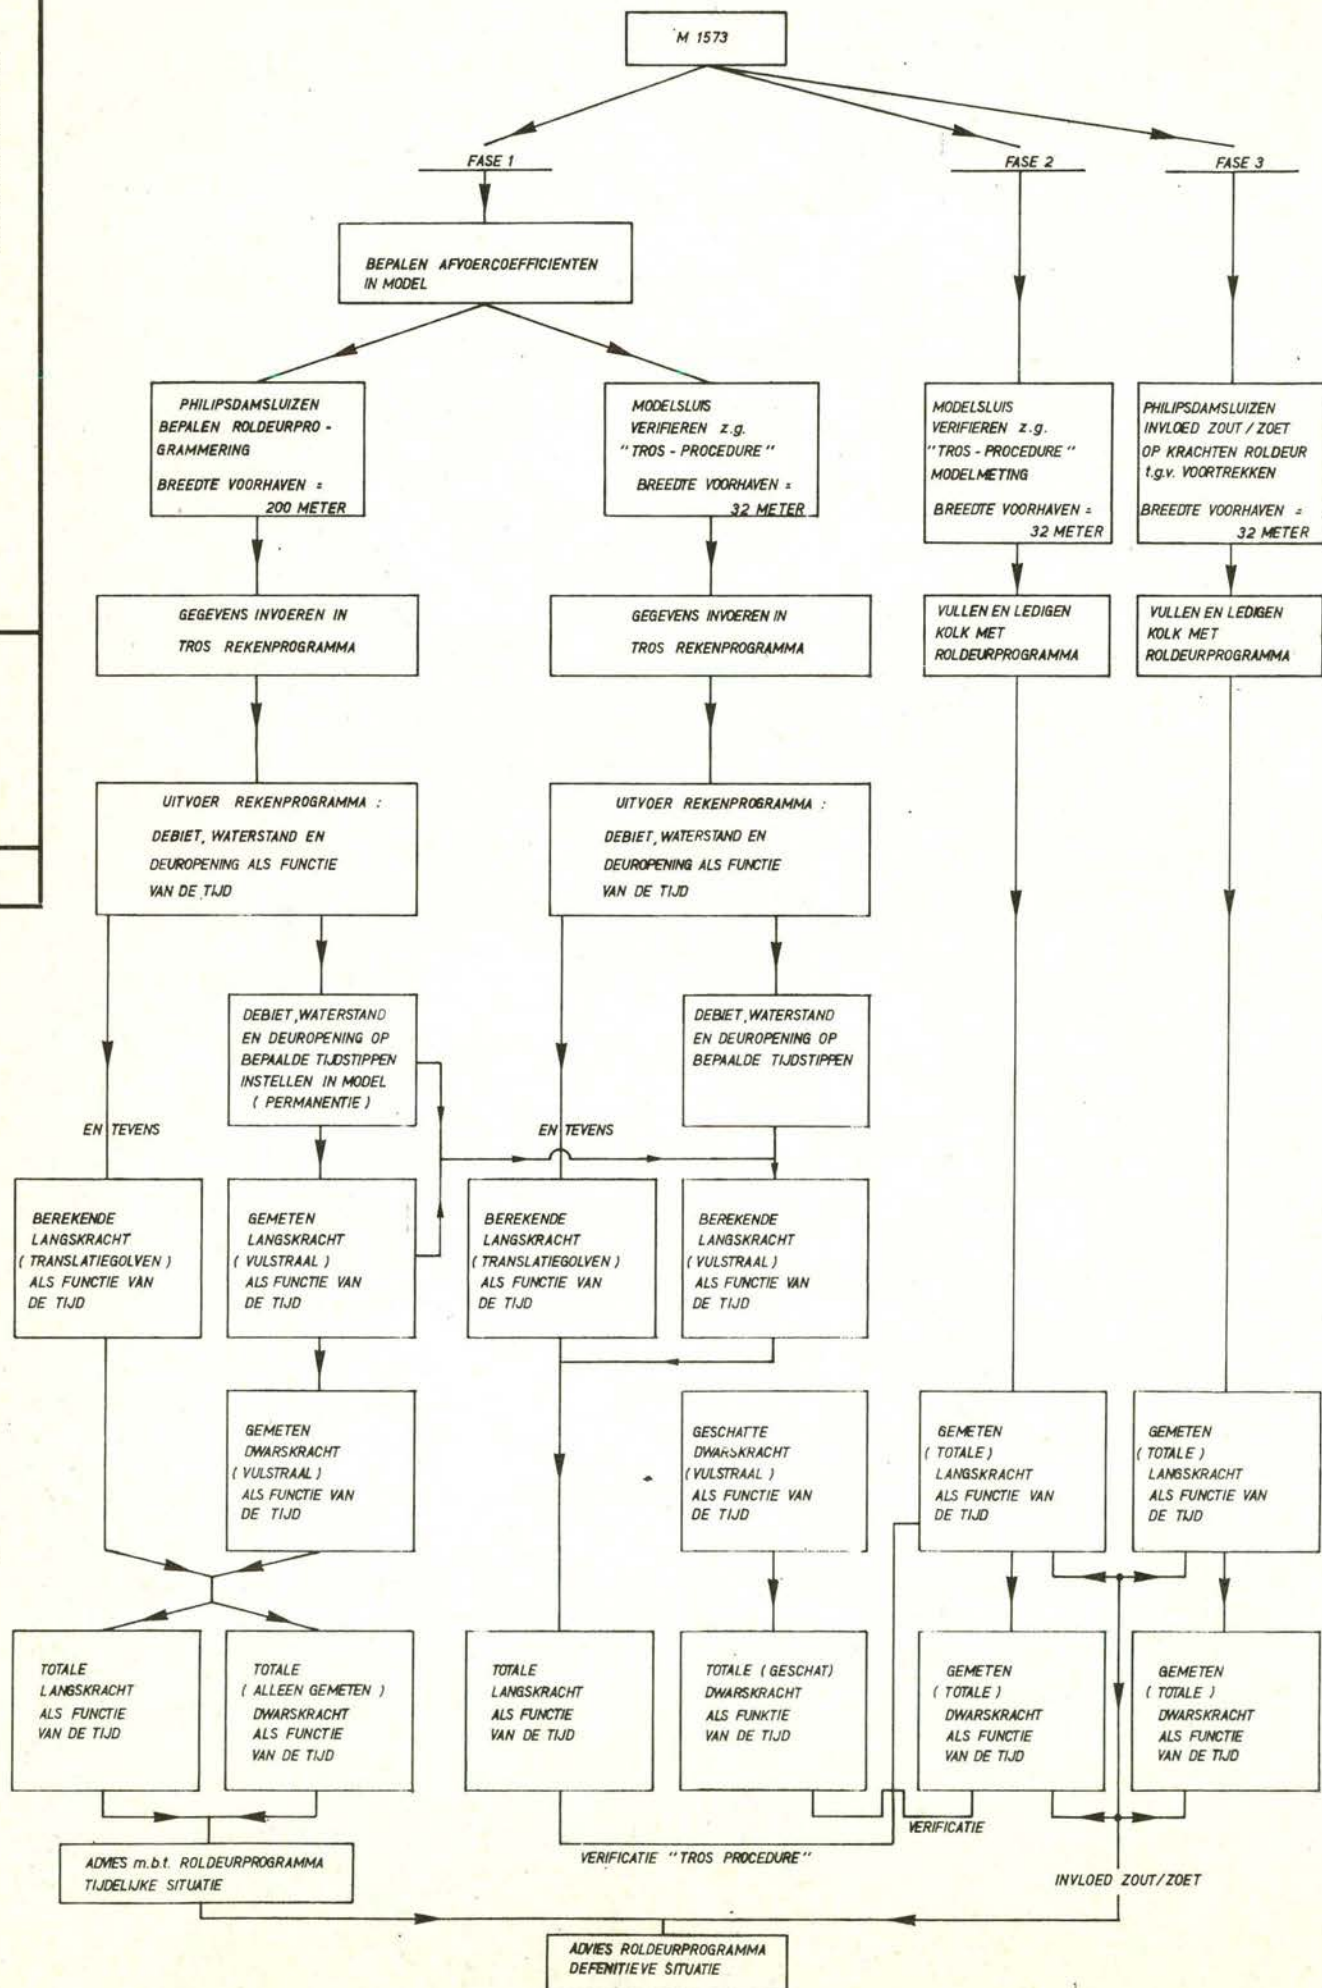 M 1573
FASE 1
FASE 2
FASE 3
BEPALEN AFVOERCOEFFICIENTEN
IN MODEL
PHILIPSDAMSLUIZEN
BEPALEN ROLDEURPRO -
GRAMMERING
BREEDTE VOORHAVEN =
200 METER
MODELSLUIS
VERIFIEREN z.g.
"TROS - PROCEDURE"
BREEDTE VOORHAVEN =
32 METER
MODELSLUIS
VERIFIEREN z.g.
"TROS - PROCEDURE"
MODELMETING
BREEDTE VOORHAVEN =
32 METER
PHILIPSDAMSLUIZEN
INVLOED ZOUT / ZOET
OP KRACHTEN ROLDEUR
t.g.v. VOORTREKKEN
BREEDTE VOORHAVEN =
32 METER
GEGEVENS INVOEREN IN
TROS REKENPROGRAMMA
GEGEVENS INVOEREN IN
TROS REKENPROGRAMMA
VULLEN EN LEDIGEN
KOLK MET
ROLDEURPROGRAMMA
VULLEN EN LEDIGEN
KOLK MET
ROLDEURPROGRAMMA
UITVOER REKENPROGRAMMA :
DEBIET, WATERSTAND EN
DEUROPENING ALS FUNCTIE
VAN DE TIJD
UITVOER REKENPROGRAMMA :
DEBIET, WATERSTAND EN
DEUROPENING ALS FUNCTIE
VAN DE TIJD
DEBIET, WATERSTAND
EN DEUROPENING OP
BEPAALDE TIJDSTIPPEN
INSTELLEN IN MODEL
( PERMANENTIE )
DEBIET, WATERSTAND
EN DEUROPENING OP
BEPAALDE TIJDSTIPPEN
EN TEVENS
EN TEVENS
BEREKENDE
LANGSKRACHT
( TRANSLATIEGOLVEN )
ALS FUNCTIE VAN
DE TIJD
GEMETEN
LANGSKRACHT
( VULSTRAAL )
ALS FUNCTIE VAN
DE TIJD
BEREKENDE
LANGSKRACHT
( TRANSLATIEGOLVEN )
ALS FUNCTIE VAN
DE TIJD
BEREKENDE
LANGSKRACHT
( VULSTRAAL )
ALS FUNCTIE VAN
DE TIJD
GEMETEN
DWARSKRACHT
( VULSTRAAL )
ALS FUNCTIE VAN
DE TIJD
GESCHATTE
DWARSKRACHT
( VULSTRAAL )
ALS FUNCTIE VAN
DE TIJD
GEMETEN
( TOTALE )
LANGSKRACHT
ALS FUNCTIE VAN
DE TIJD
GEMETEN
( TOTALE )
LANGSKRACHT
ALS FUNCTIE VAN
DE TIJD
TOTALE
LANGSKRACHT
ALS FUNCTIE
VAN DE TIJD
TOTALE
( ALLEEN GEMETEN )
DWARSKRACHT
ALS FUNCTIE
VAN DE TIJD
TOTALE
LANGSKRACHT
ALS FUNCTIE
VAN DE TIJD
TOTALE ( GESCHAT)
DWARSKRACHT
ALS FUNKTIE
VAN DE TIJD
GEMETEN
( TOTALE )
DWARSKRACHT
ALS FUNCTIE
VAN DE TIJD
GEMETEN
( TOTALE )
DWARSKRACHT
ALS FUNCTIE
VAN DE TIJD
VERIFICATIE
VERIFICATIE "TROS PROCEDURE"
ADVIES m.b.t. ROLDEURPROGRAMMA
TIJDELIJKE SITUATIE
INVLOED ZOUT/ZOET
ADVIES ROLDEURPROGRAMMA
DEFENITIEVE SITUATIE